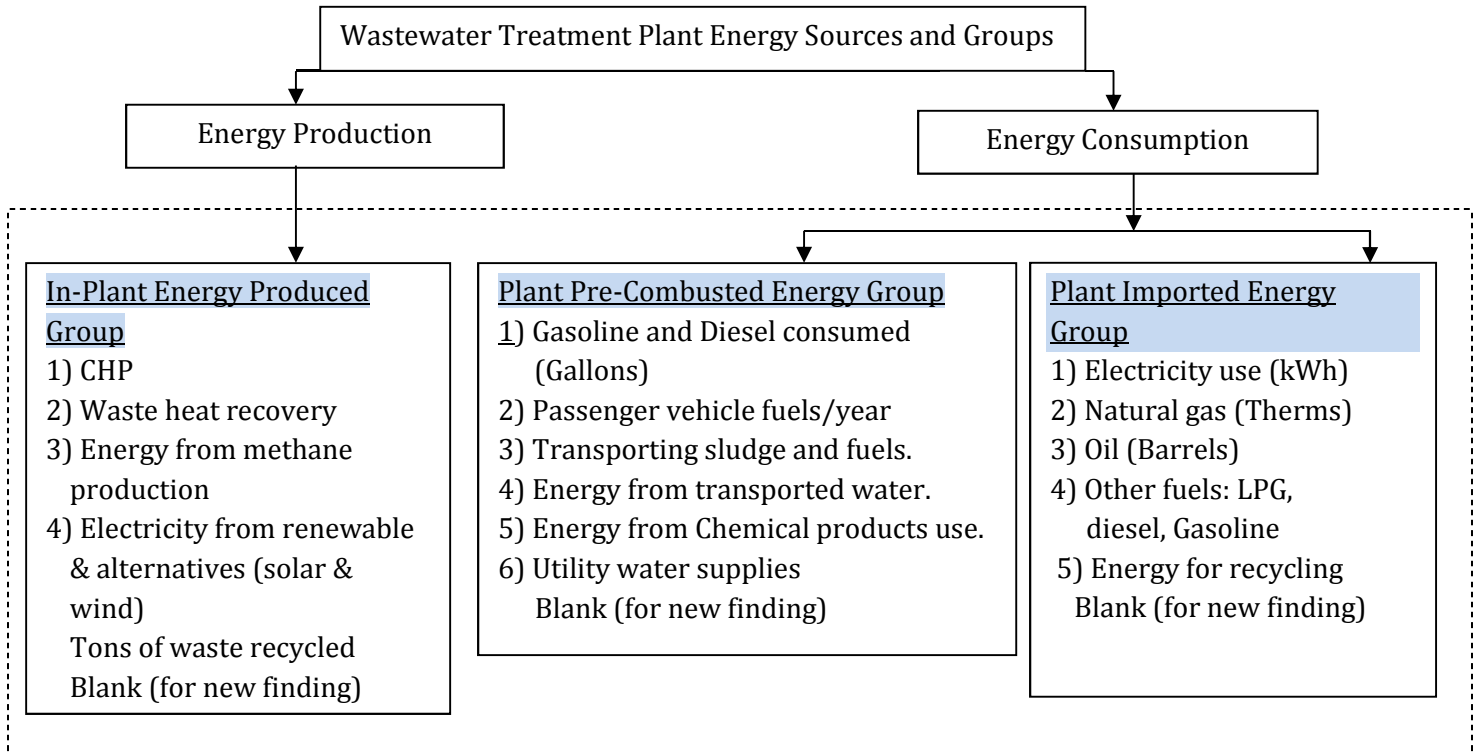 Wastewater Treatment Plant Energy Sources and Groups
Energy Production
Energy Consumption
In-Plant Energy Produced
Group
1) CHP
2) Waste heat recovery
3) Energy from methane
production
4) Electricity from renewable
& alternatives (solar &
wind)
Tons of waste recycled
Blank (for new finding)
Plant Pre-Combusted Energy Group
1) Gasoline and Diesel consumed
(Gallons)
2) Passenger vehicle fuels/year
3) Transporting sludge and fuels.
4) Energy from transported water.
5) Energy from Chemical products use.
6) Utility water supplies
Blank (for new finding)
Plant Imported Energy
Group
1) Electricity use (kWh)
2) Natural gas (Therms)
3) Oil (Barrels)
4) Other fuels: LPG,
diesel, Gasoline
5) Energy for recycling
Blank (for new finding)